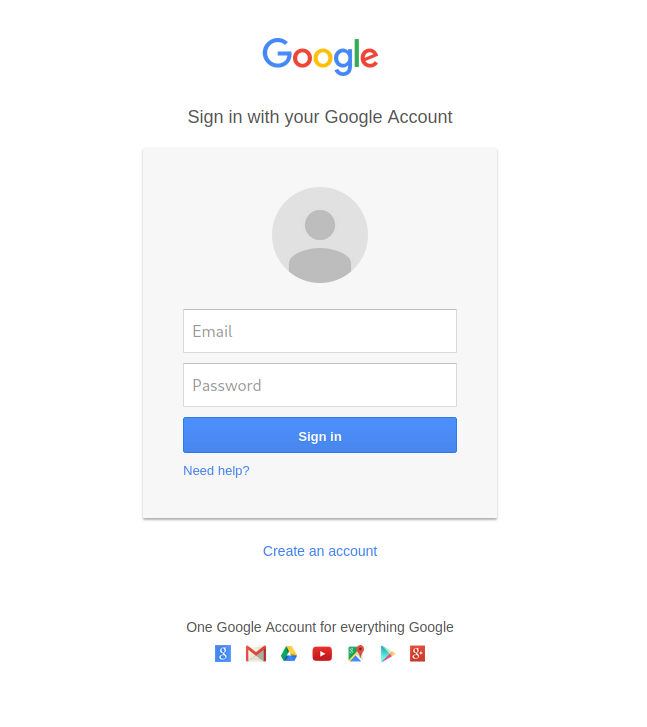 Google
Sign in with your Google Account
Email
Password
Sign in
Need help?
Create an account
One Google Account for everything Google